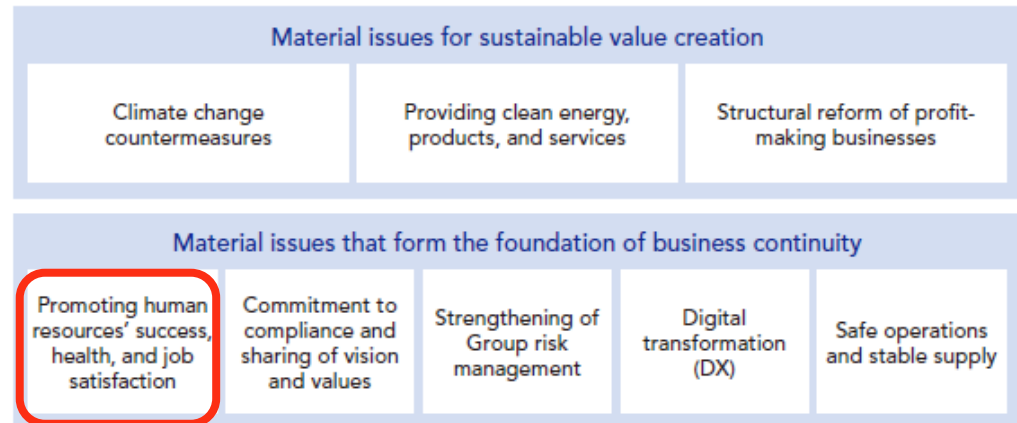 Material issues for sustainable value creation
Climate change
countermeasures
Providing clean energy,
products, and services
Structural reform of profit-
making businesses
Material issues that form the foundation of business continuity
Promoting human
resources' success,
health, and job
satisfaction
Commitment to
compliance and
sharing of vision
and values
Strengthening of
Group risk
management
Digital
transformation
(DX)
Safe operations
and stable supply